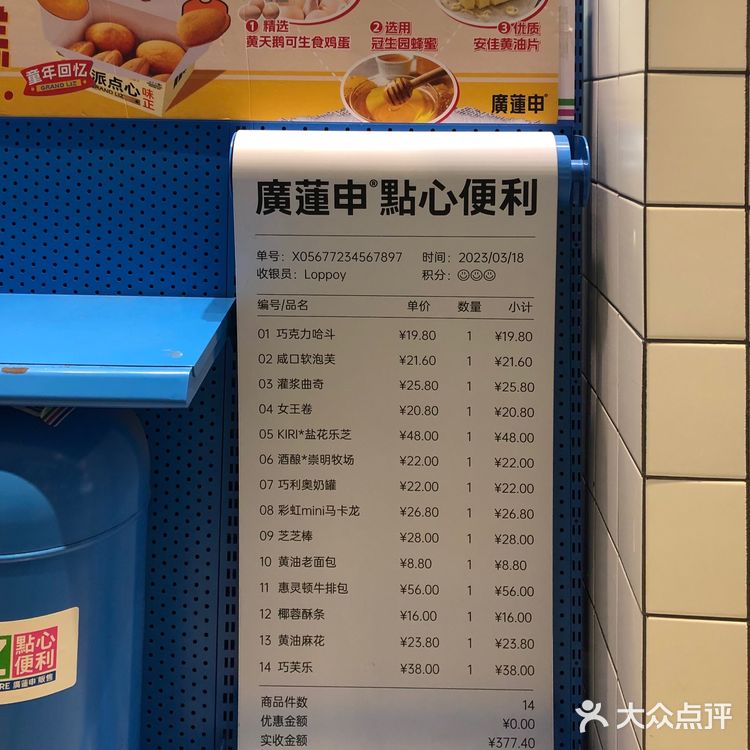 ① 精选
黄天鹅可生食鸡蛋
② 选用
冠生园蜂蜜
③ 优质
安佳黄油片
童年回忆
GRAND LIZ
派点心
味正
廣蓮申
廣蓮申® 點心便利
单号：X05677234567897 时间：2023/03/18
收银员：Loppoy 积分：☺☺☺
编号/品名 单价 数量 小计
01 巧克力哈斗 ¥19.80 1 ¥19.80
02 咸口软泡芙 ¥21.60 1 ¥21.60
03 灌浆曲奇 ¥25.80 1 ¥25.80
04 女王卷 ¥20.80 1 ¥20.80
05 KIRI*盐花乐芝 ¥48.00 1 ¥48.00
06 酒酿*崇明牧场 ¥22.00 1 ¥22.00
07 巧利奥奶罐 ¥22.00 1 ¥22.00
08 彩虹mini马卡龙 ¥26.80 1 ¥26.80
09 芝芝棒 ¥28.00 1 ¥28.00
10 黄油老面包 ¥8.80 1 ¥8.80
11 惠灵顿牛排包 ¥56.00 1 ¥56.00
12 椰蓉酥条 ¥16.00 1 ¥16.00
13 黄油麻花 ¥23.80 1 ¥23.80
14 巧芙乐 ¥38.00 1 ¥38.00
商品件数 14
优惠金额 ¥0.00
实收金额 ¥377.40
Z 點心
便利
廣蓮申 販售
大众点评